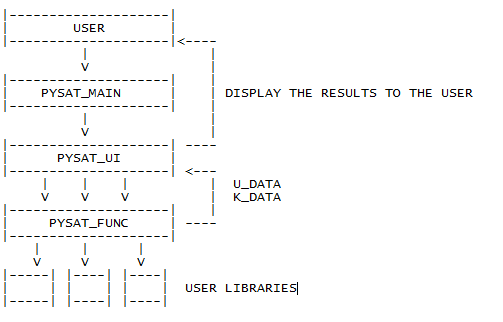 USER
PYSAT_MAIN
DISPLAY THE RESULTS TO THE USER
PYSAT_UI
U_DATA
K_DATA
PYSAT_FUNC
USER LIBRARIES